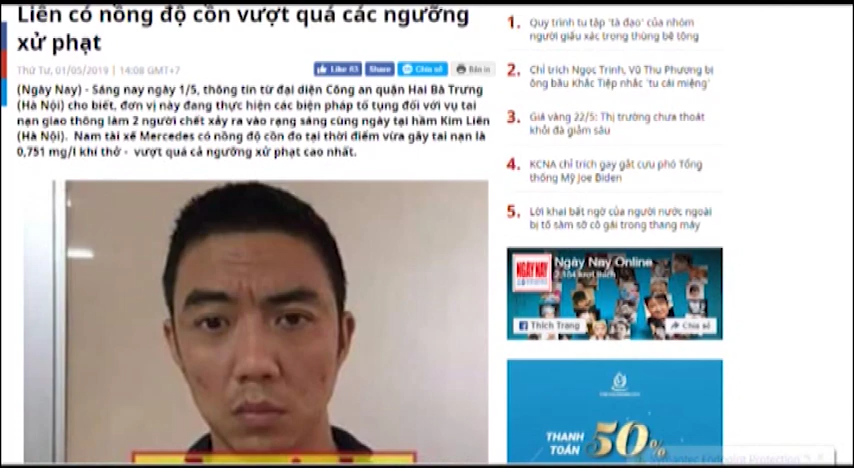 Liên có nồng độ cồn vượt quá các ngưỡng
xử phạt
Thứ Tư, 01/05/2019 | 14:08 GMT+7
Like 83
Share
Chia sẻ
Bản in
(Ngày Nay) - Sáng nay ngày 1/5, thông tin từ đại diện Công an quận Hai Bà Trưng
(Hà Nội) cho biết, đơn vị này đang thực hiện các biện pháp tố tụng đối với vụ tai
nạn giao thông làm 2 người chết xảy ra vào rạng sáng cùng ngày tại hầm Kim Liên
(Hà Nội). Nam tài xế Mercedes có nồng độ cồn đo tại thời điểm vừa gây tai nạn là
0,751 mg/l khí thở - vượt quá cả ngưỡng xử phạt cao nhất.
1. Quy trình tu tập 'tà đạo' của nhóm
người giấu xác trong thùng bê tông
2. Chỉ trích Ngọc Trinh, Vũ Thu Phương bị
ông bầu Khắc Tiệp nhắc 'tu cái miệng'
3. Giá vàng 22/5: Thị trường chưa thoát
khỏi đà giảm sâu
4. KCNA chỉ trích gay gắt cựu phó Tổng
thống Mỹ Joe Biden
5. Lời khai bất ngờ của người nước ngoài
bị tố sàm sỡ cô gái trong thang máy
NGÀY NAY
Ngày Nay Online
Thích Trang
Chia sẻ
THANH
TOÁN
50%
Symantec Endpoint Protection